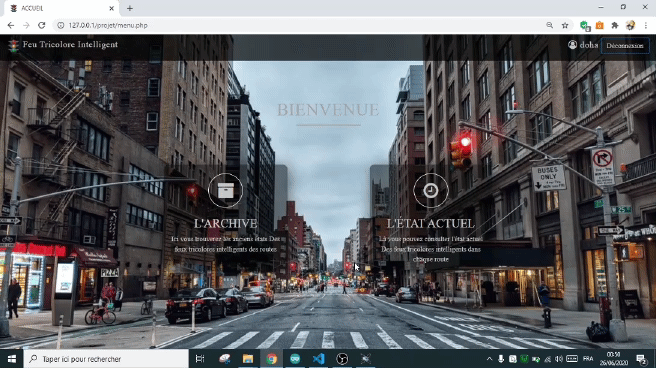 ACCUEIL
127.0.0.1/projet/menu.php
Feu Tricolore Intelligent
doha
Déconnexion
BIENVENUE
L'ARCHIVE
Ici vous trouverez les anciens états Des
feux tricolores intelligents des routes
L'ÉTAT ACTUEL
Là vous pouvez consulter l'état actuel
Des feux tricolores intelligents dans
chaque route
BUSES
ONLY
PIZZA
Taper ici pour rechercher
FRA
00:50
26/06/2020